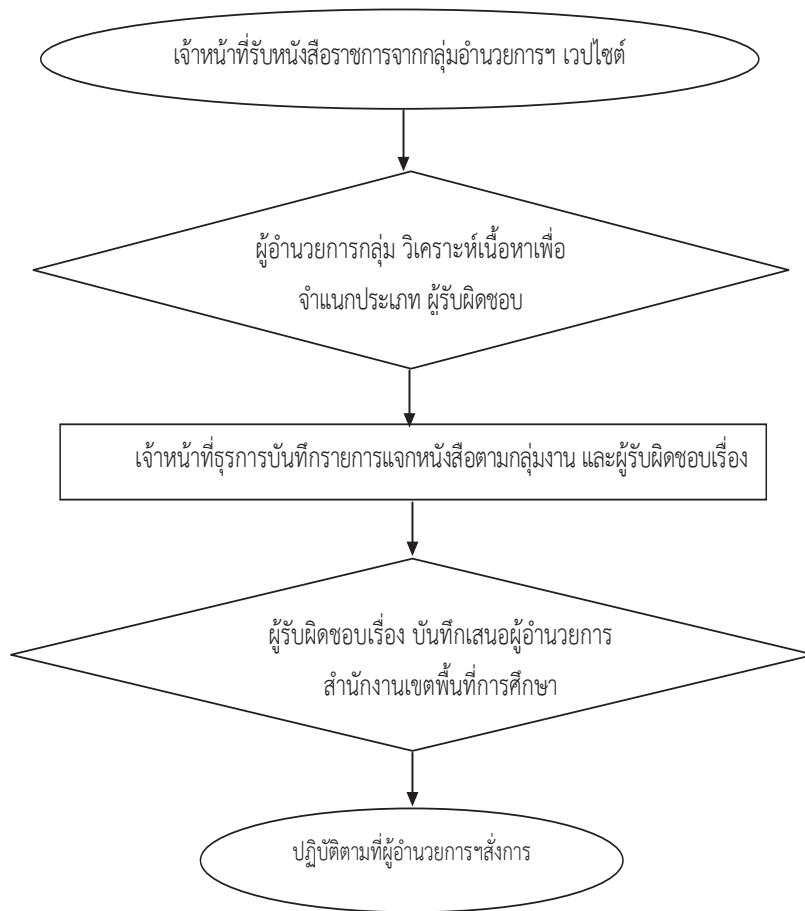 เจ้าหน้าที่รับหนังสือราชการจากกลุ่มอำนวยการฯ เวปไซต์
ผู้อำนวยการกลุ่ม วิเคราะห์เนื้อหาเพื่อ
จำแนกประเภท ผู้รับผิดชอบ
เจ้าหน้าที่ธุรการบันทึกรายการแจกหนังสือตามกลุ่มงาน และผู้รับผิดชอบเรื่อง
ผู้รับผิดชอบเรื่อง บันทึกเสนอผู้อำนวยการ
สำนักงานเขตพื้นที่การศึกษา
ปฏิบัติตามที่ผู้อำนวยการฯสั่งการ